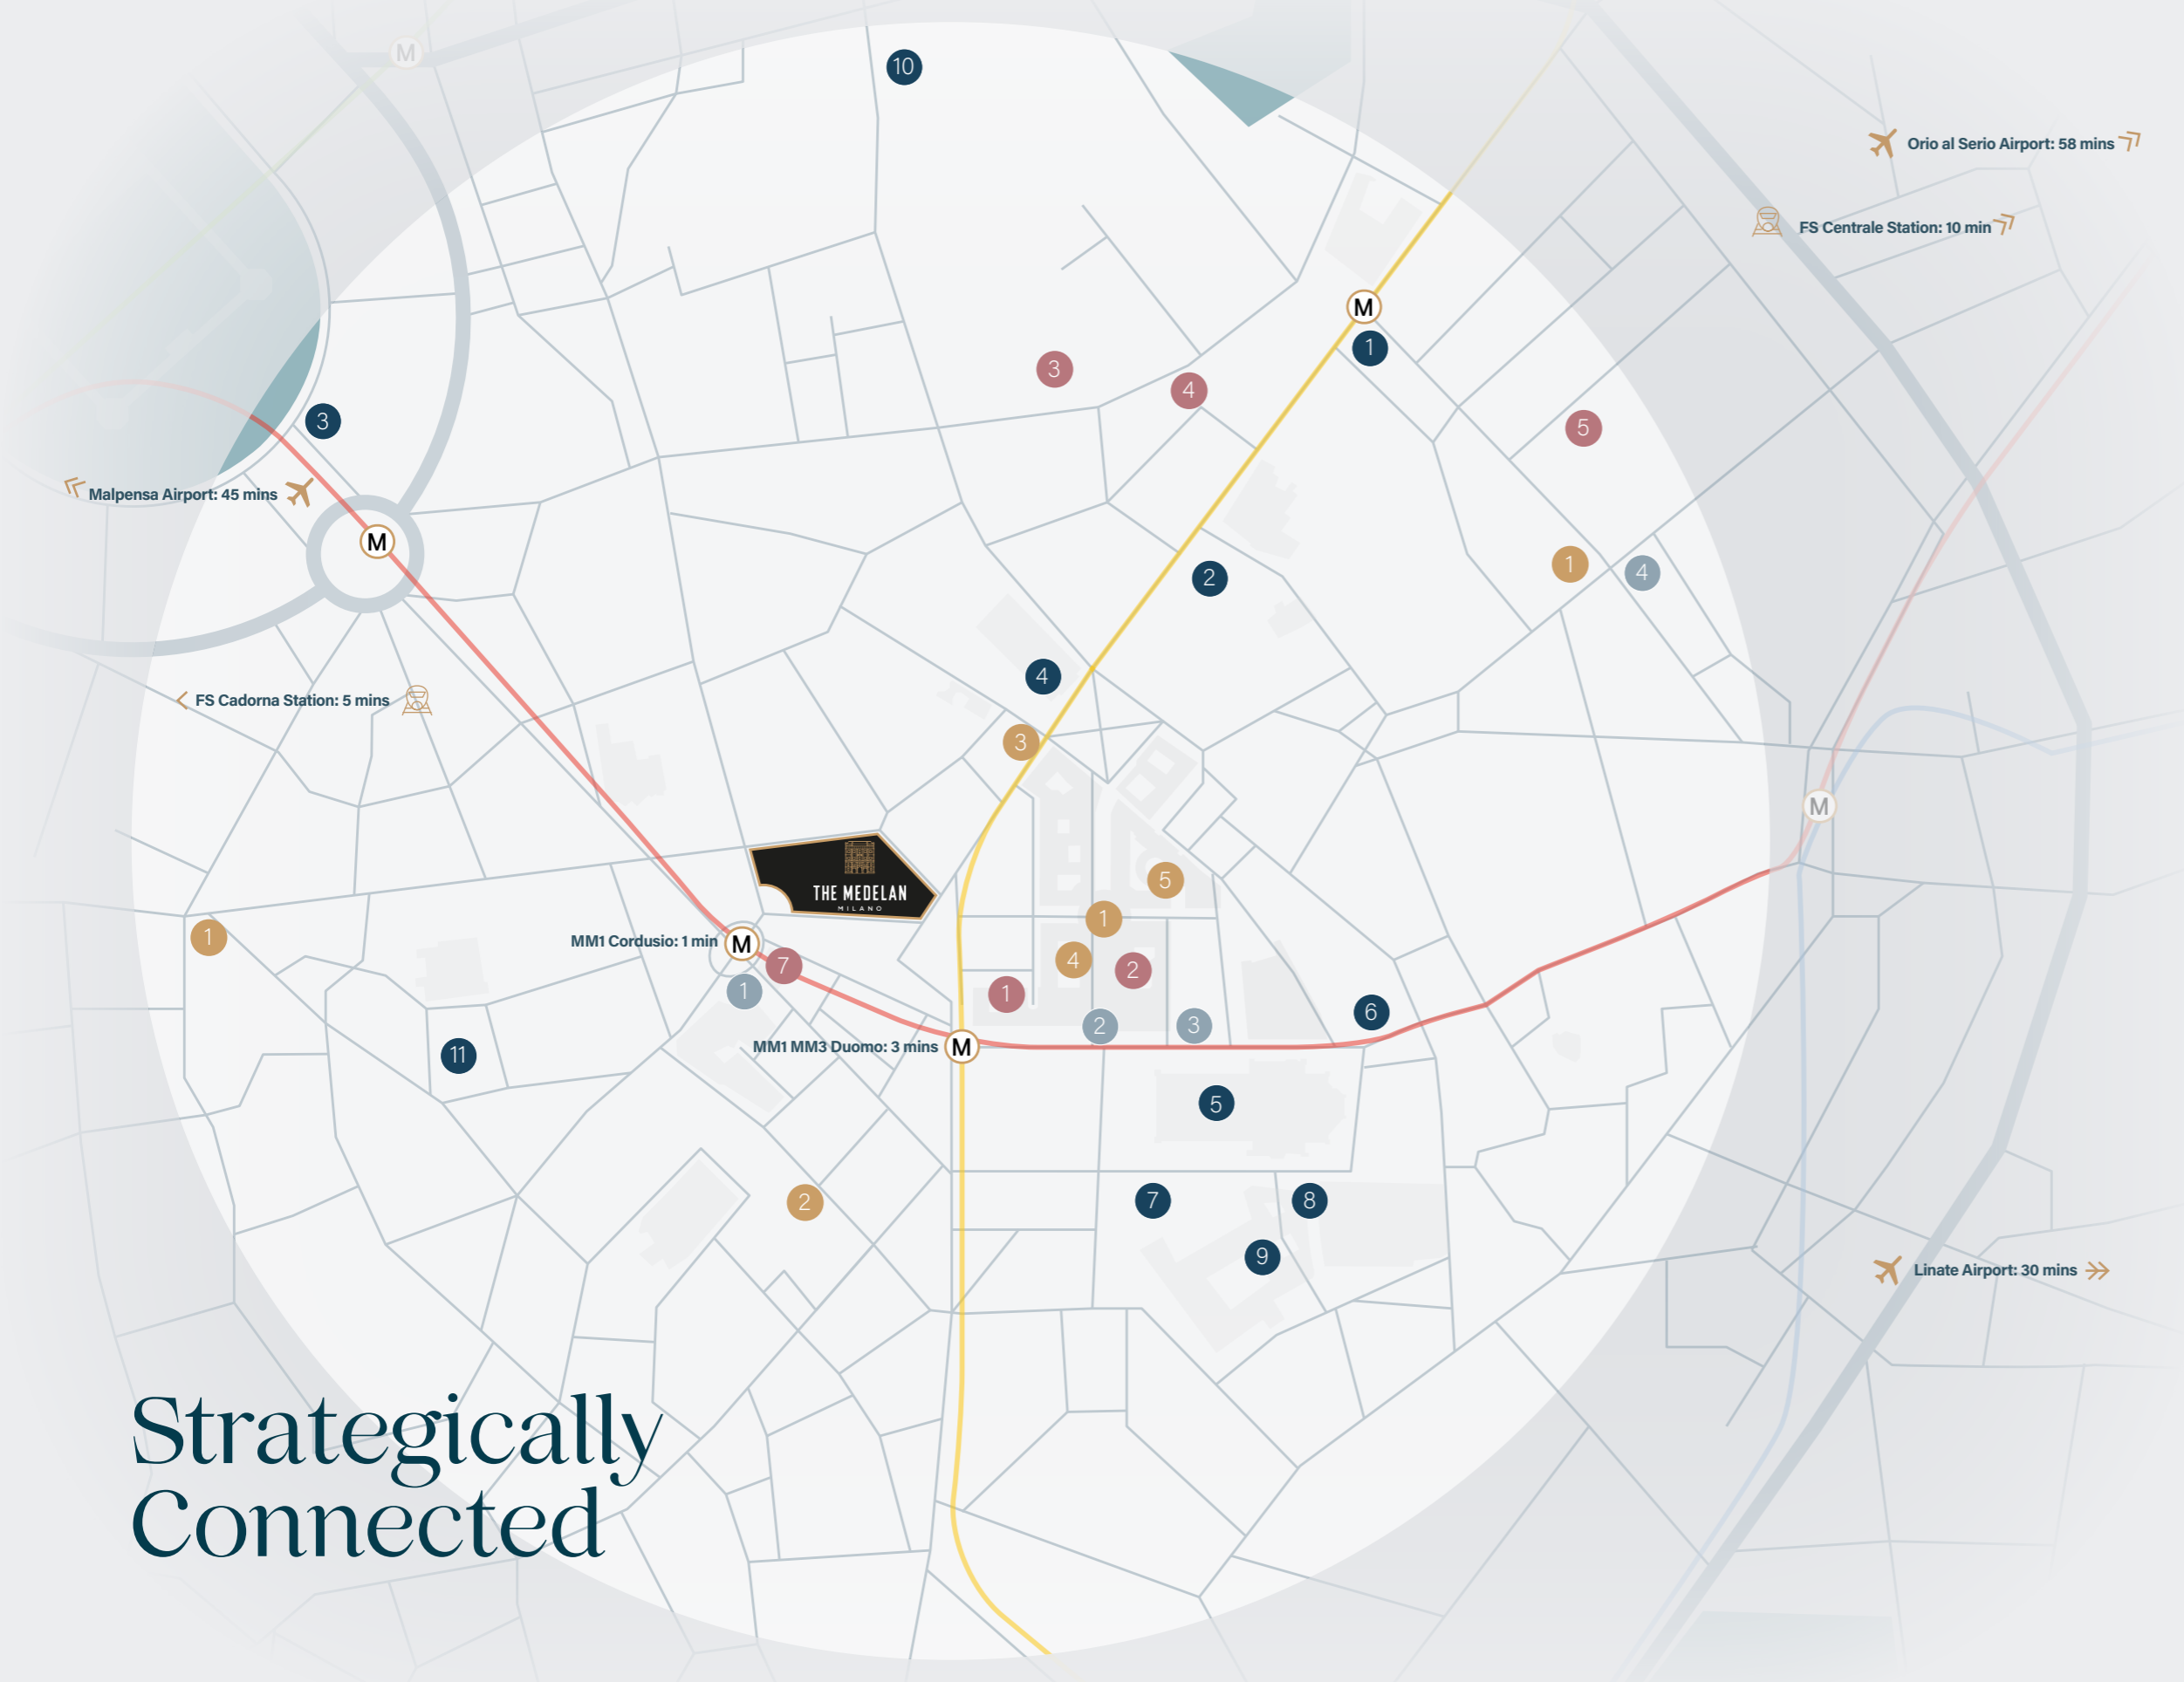 M
10
Orio al Serio Airport: 58 mins
FS Centrale Station: 10 min
M
1
3
4
3
5
Malpensa Airport: 45 mins
M
1
4
2
4
FS Cadorna Station: 5 mins
3
M
THE MEDELAN
MILANO
5
1
1
MM1 Cordusio: 1 min
M
7
4
2
1
1
2
3
6
MM1 MM3 Duomo: 3 mins
M
11
5
2
7
8
9
Linate Airport: 30 mins
Strategically
Connected